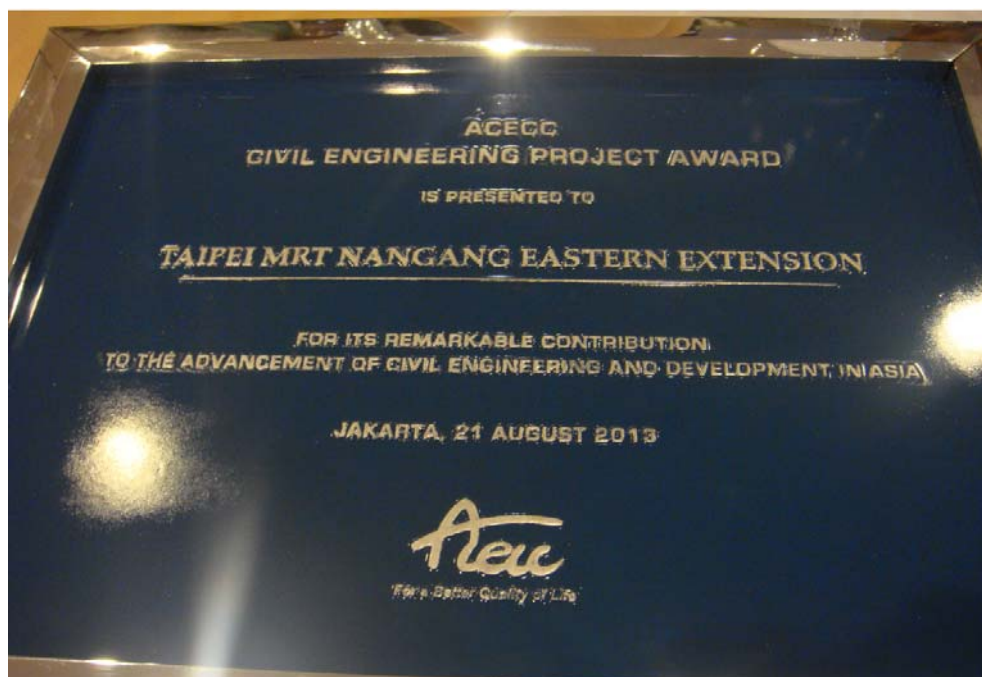 ACECC
CIVIL ENGINEERING PROJECT AWARD
IS PRESENTED TO
TAIPEI MRT NANGANG EASTERN EXTENSION
FOR ITS REMARKABLE CONTRIBUTION
TO THE ADVANCEMENT OF CIVIL ENGINEERING AND DEVELOPMENT IN ASIA
JAKARTA, 21 AUGUST 2013
Acecc
For a Better Quality of Life